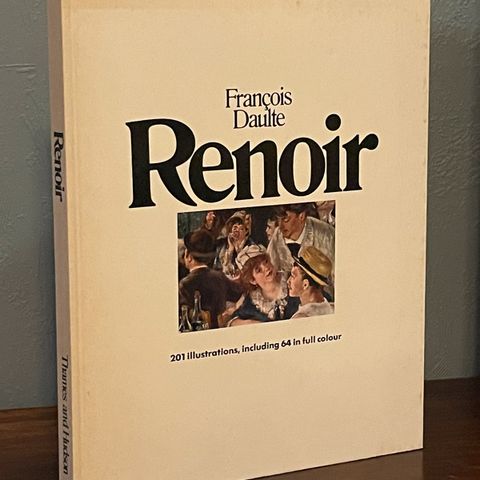 François
Daulte
Renoir
201 illustrations, including 64 in full colour
Renoir
Thames and Hudson